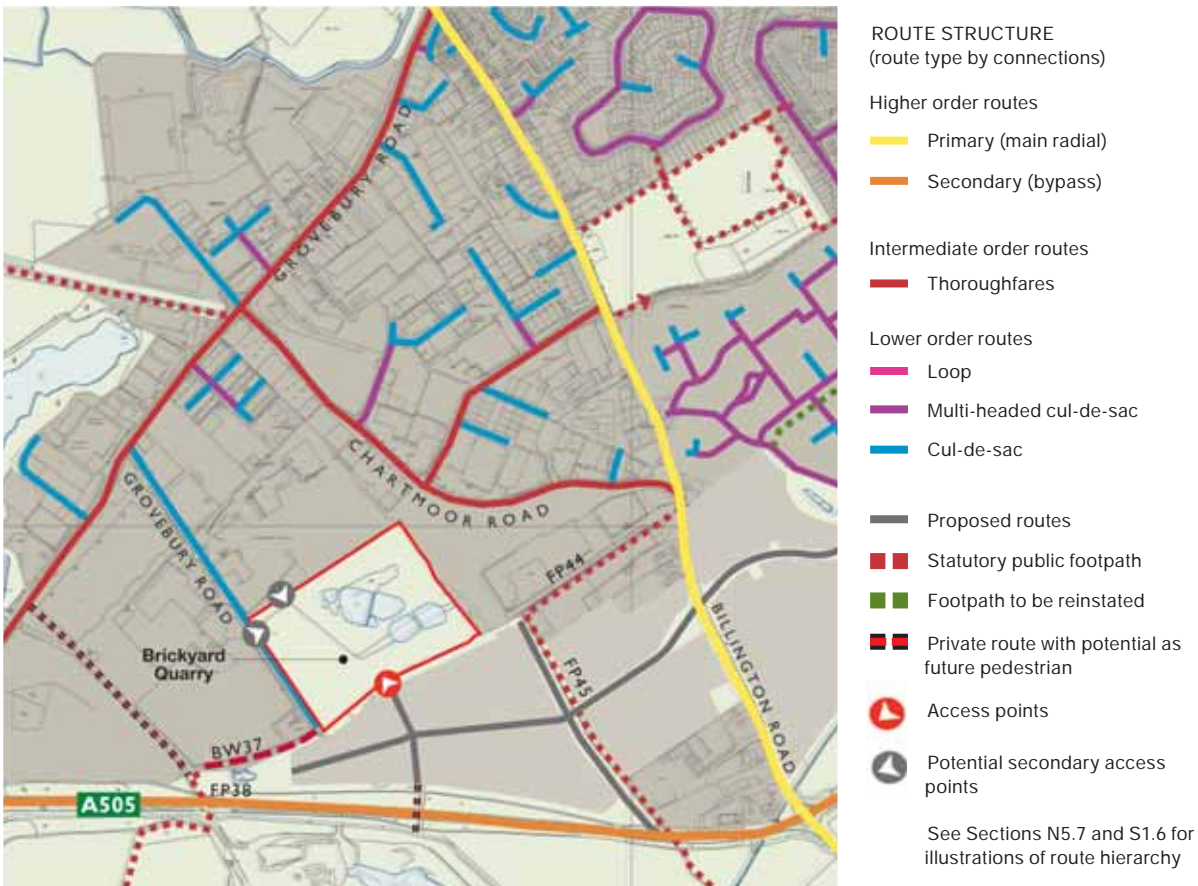 GROVEBURY ROAD
CHARTMOOR ROAD
GROVEBURY ROAD
FP44
Brickyard
Quarry
FP45
BILLINGTON ROAD
BW37
FP38
A505
ROUTE STRUCTURE
(route type by connections)
Higher order routes
Primary (main radial)
Secondary (bypass)
Intermediate order routes
Thoroughfares
Lower order routes
Loop
Multi-headed cul-de-sac
Cul-de-sac
Proposed routes
Statutory public footpath
Footpath to be reinstated
Private route with potential as
future pedestrian
Access points
Potential secondary access
points
See Sections N5.7 and S1.6 for
illustrations of route hierarchy